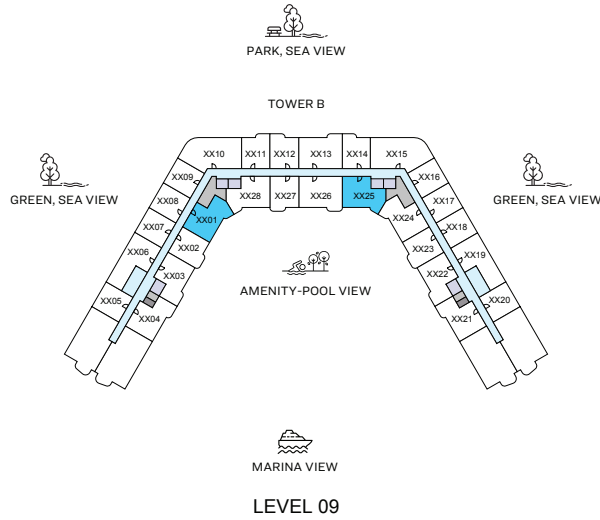 PARK, SEA VIEW
TOWER B
XX10 XX11 XX12 XX13 XX14 XX15
XX09 XX16
GREEN, SEA VIEW GREEN, SEA VIEW
XX28 XX27 XX26 XX25
XX08 XX17
XX01 XX24
XX07 XX18
XX02 XX23
XX06 XX19
XX03 XX22
AMENITY-POOL VIEW
XX05 XX20
XX04 XX21
MARINA VIEW
LEVEL 09